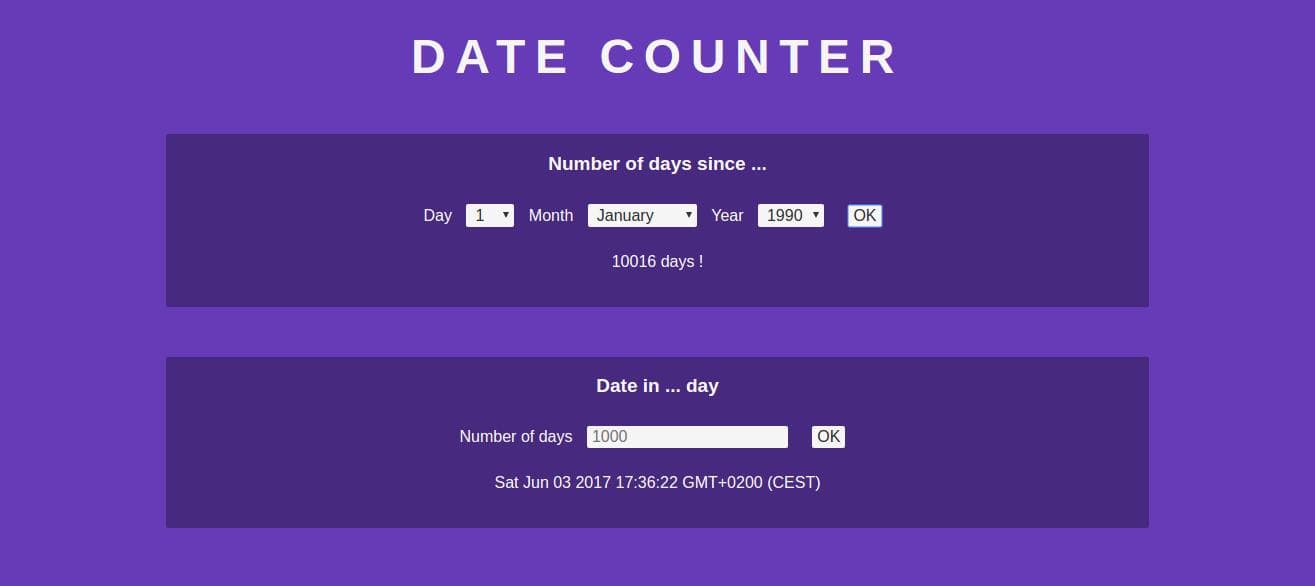 DATE COUNTER
Number of days since ...
Day 1 Month January Year 1990 OK
10016 days !
Date in ... day
Number of days 1000 OK
Sat Jun 03 2017 17:36:22 GMT+0200 (CEST)